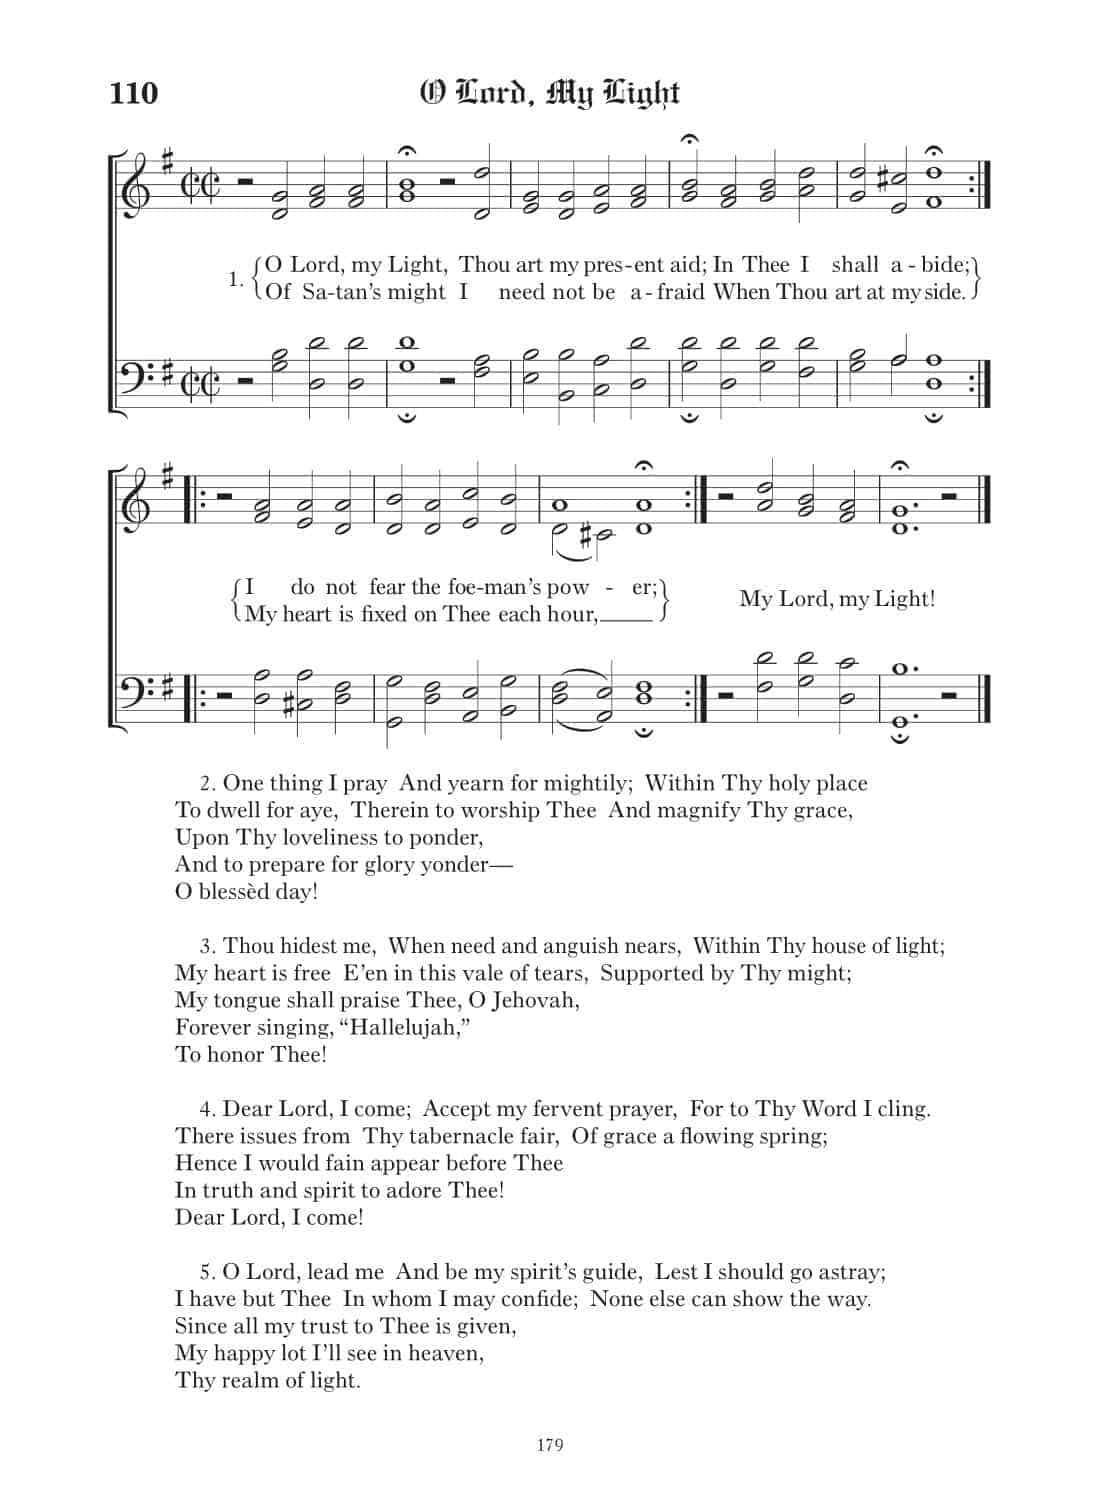 110
O Lord, My Light
1. O Lord, my Light, Thou art my pres-ent aid; In Thee I shall a - bide;
Of Sa-tan’s might I need not be a-fraid When Thou art at my side.
I do not fear the foe-man’s pow - er;
My heart is fixed on Thee each hour,
My Lord, my Light!
2. One thing I pray And yearn for mightily; Within Thy holy place
To dwell for aye, Therein to worship Thee And magnify Thy grace,
Upon Thy loveliness to ponder,
And to prepare for glory yonder—
O blessèd day!
3. Thou hidest me, When need and anguish nears, Within Thy house of light;
My heart is free E’en in this vale of tears, Supported by Thy might;
My tongue shall praise Thee, O Jehovah,
Forever singing, “Hallelujah,”
To honor Thee!
4. Dear Lord, I come; Accept my fervent prayer, For to Thy Word I cling.
There issues from Thy tabernacle fair, Of grace a flowing spring;
Hence I would fain appear before Thee
In truth and spirit to adore Thee!
Dear Lord, I come!
5. O Lord, lead me And be my spirit’s guide, Lest I should go astray;
I have but Thee In whom I may confide; None else can show the way.
Since all my trust to Thee is given,
My happy lot I’ll see in heaven,
Thy realm of light.
179